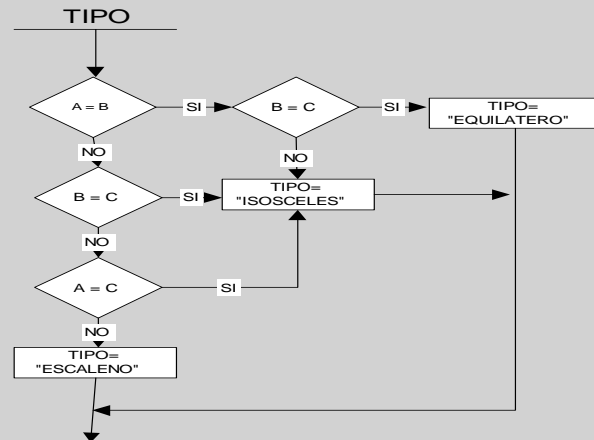 TIPO
A = B
SI
B = C
SI
TIPO=
"EQUILATERO"
NO
NO
B = C
SI
TIPO=
"ISOSCELES"
NO
A = C
SI
NO
TIPO=
"ESCALENO"